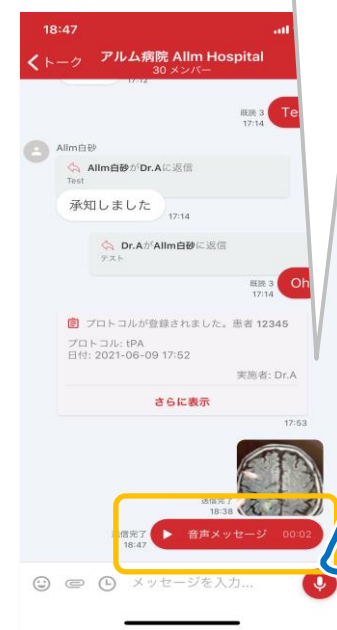 18:47
トーク
アルム病院 Allm Hospital
30 メンバー
17:12
既読 3
17:14
Te
Allm白砂
Allm白砂がDr.Aに返信
Test
承知しました
17:14
Dr.AがAllm白砂に返信
テスト
既読 3
17:14
Oh
プロトコルが登録されました。患者 12345
プロトコル: tPA
日付: 2021-06-09 17:52
実施者: Dr.A
さらに表示
17:53
送信完了
18:38
信完了
18:47
音声メッセージ 00:02
メッセージを入力...